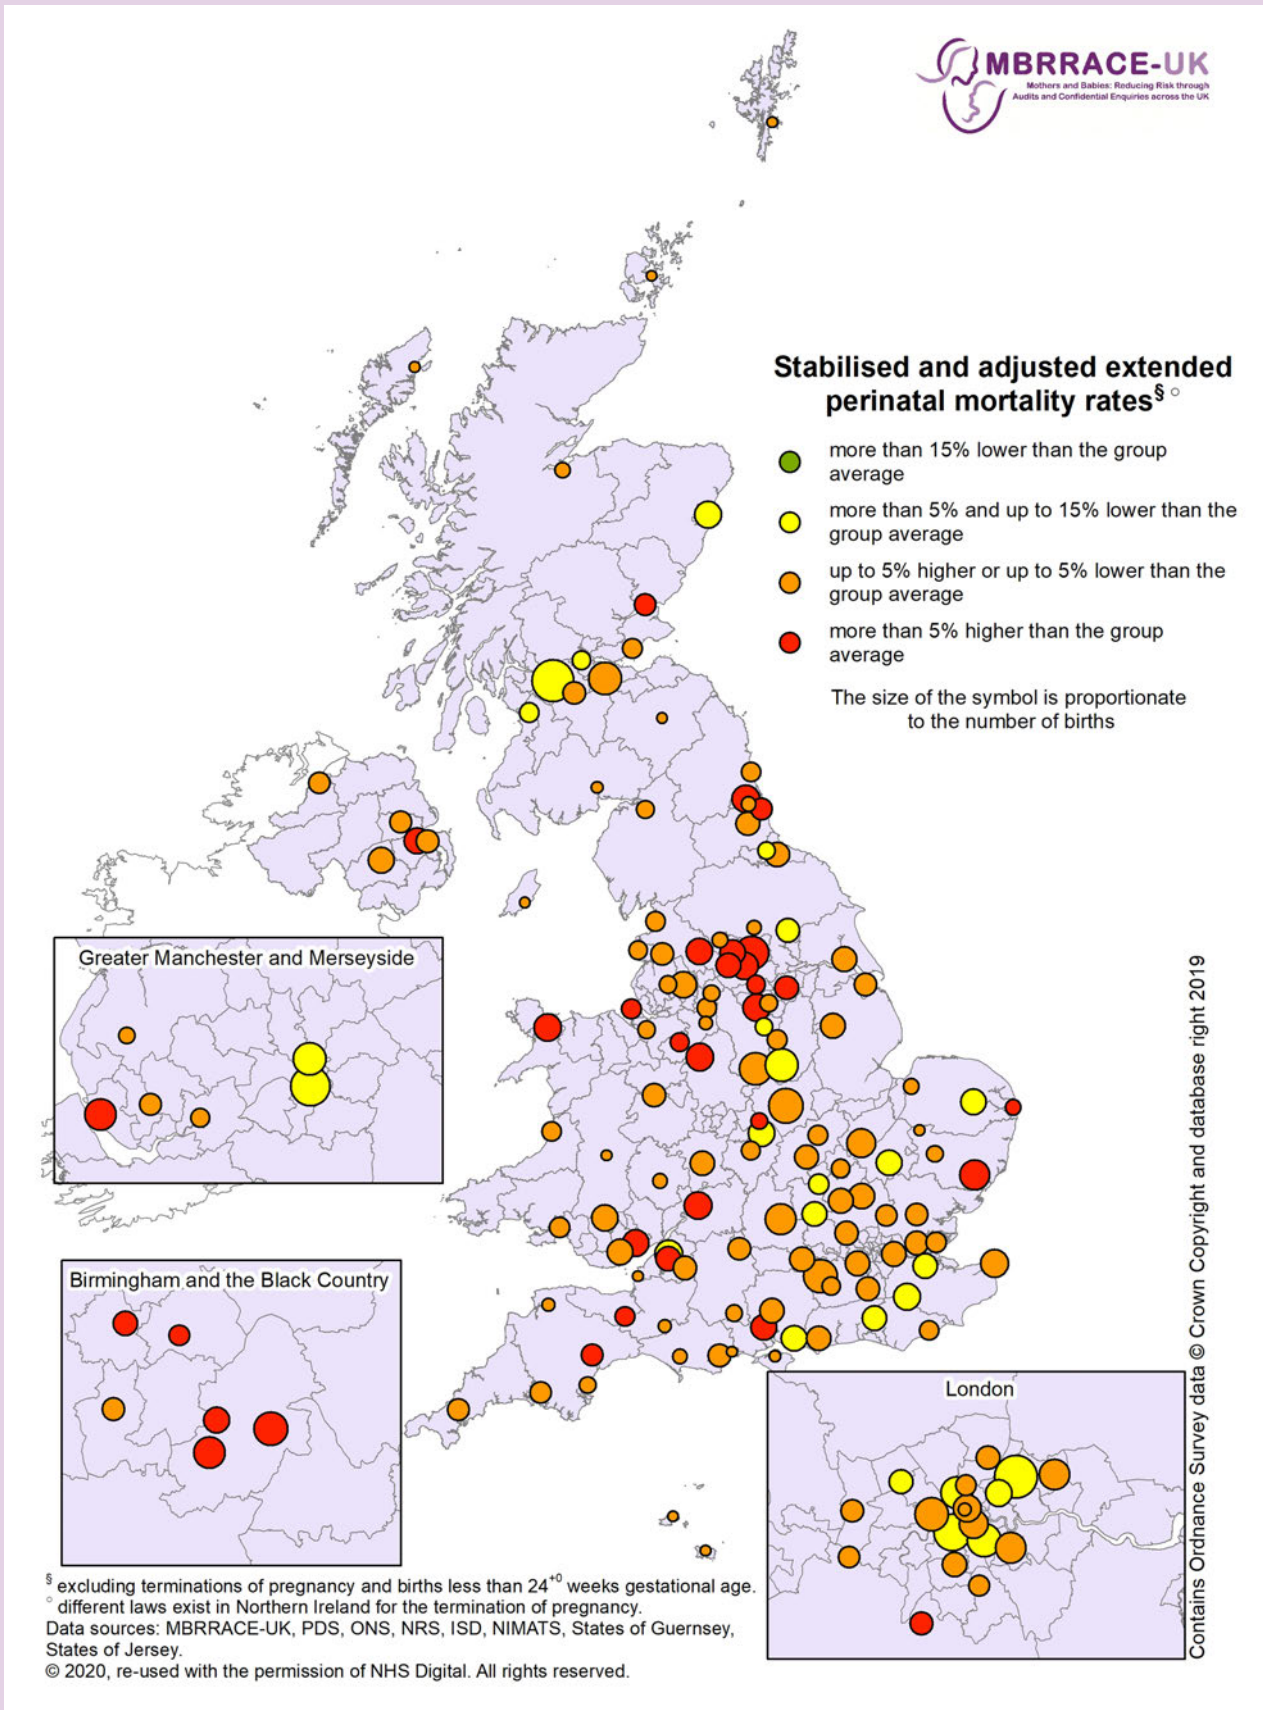 MBRRACE-UK
Mothers and Babies: Reducing Risk through
Audits and Confidential Enquiries across the UK
Stabilised and adjusted extended
perinatal mortality rates§ ○
more than 15% lower than the group
average
more than 5% and up to 15% lower than the
group average
up to 5% higher or up to 5% lower than the
group average
more than 5% higher than the group
average
The size of the symbol is proportionate
to the number of births
Greater Manchester and Merseyside
Birmingham and the Black Country
London
Contains Ordnance Survey data © Crown Copyright and database right 2019
§ excluding terminations of pregnancy and births less than 24+0 weeks gestational age.
○ different laws exist in Northern Ireland for the termination of pregnancy.
Data sources: MBRRACE-UK, PDS, ONS, NRS, ISD, NIMATS, States of Guernsey,
States of Jersey.
© 2020, re-used with the permission of NHS Digital. All rights reserved.